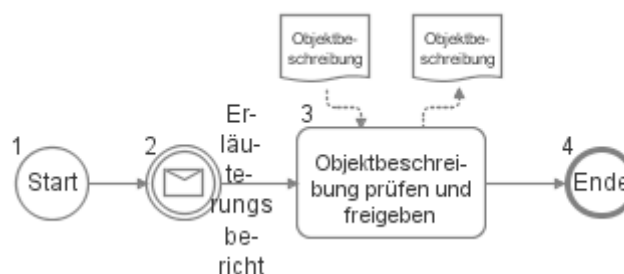 Objektbe-
schreibung
Objektbe-
schreibung
1
Start
2
Er-
läu-
te-
rungs
be-
richt
3
Objektbeschrei-
bung prüfen und
freigeben
4
Ende